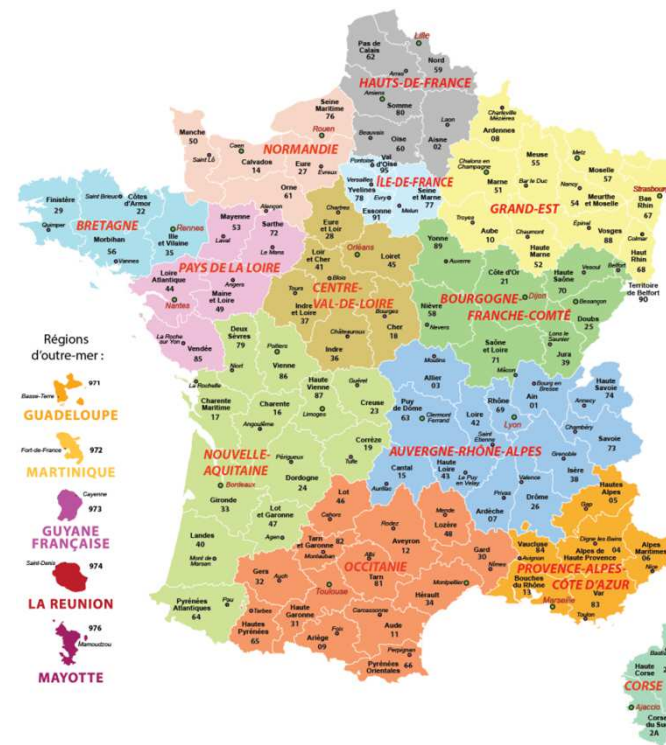 Lille
Pas de
Calais
62
Nord
59
Arras
HAUTS-DE-FRANCE
Amiens
Somme
80
Seine
Maritime
76
Rouen
Beauvais
Oise
60
Laon
Aisne
02
Charleville
Mézières
Ardennes
08
Manche
50
Saint Lô
Caen
Calvados
14
NORMANDIE
Eure
27
Evreux
Orne
61
Alençon
Pontoise
Val
d'Oise
95
ÎLE-DE-FRANCE
Versailles
Yvelines
78
Evry
Essonne
91
Melun
Seine et
Marne
77
Chalons en
Champagne
Marne
51
Meuse
55
Bar le Duc
Metz
Moselle
57
Nancy
54
Meurthe
et Moselle
Strasbourg
Bas
Rhin
67
GRAND-EST
Troyes
Aube
10
Chaumont
Haute
Marne
52
Epinal
Vosges
88
Colmar
Haut
Rhin
68
Territoire
de Belfort
90
Finistère
29
Quimper
Saint Brieuc
Côtes
d'Armor
22
BRETAGNE
Morbihan
56
Vannes
Rennes
Ille
et Vilaine
35
Mayenne
53
Laval
Sarthe
72
Le Mans
PAYS DE LA LOIRE
Loire
Atlantique
44
Nantes
Angers
Maine et
Loire
49
La Roche
sur Yon
Vendée
85
Chartres
Eure et
Loir
28
Orléans
Loiret
45
Loir
et Cher
41
Blois
CENTRE-
VAL-DE-LOIRE
Tours
Indre
et Loire
37
Bourges
Cher
18
Châteauroux
Indre
36
Yonne
89
Auxerre
Côte d'Or
21
Dijon
Haute
Saône
70
Vesoul
Belfort
Besançon
BOURGOGNE-
FRANCHE-COMTÉ
Doubs
25
Nièvre
58
Nevers
Saône
et Loire
71
Mâcon
Lons le
Saunier
Jura
39
Régions
d'outre-mer :
971
Basse-Terre
GUADELOUPE
Fort-de-France
972
MARTINIQUE
Cayenne
973
GUYANE
FRANÇAISE
Saint-Denis
974
LA REUNION
976
Mamoudzou
MAYOTTE
Deux
Sèvres
79
Niort
Poitiers
Vienne
86
La Rochelle
Charente
Maritime
17
Charente
16
Angoulême
Haute
Vienne
87
Limoges
Guéret
Creuse
23
Corrèze
19
Tulle
NOUVELLE-
AQUITAINE
Périgueux
Dordogne
24
Bordeaux
Gironde
33
Lot
et Garonne
47
Agen
Landes
40
Mont de
Marsan
Pyrénées
Atlantiques
64
Pau
Moulins
Allier
03
Puy
de Dôme
63
Clermont
Ferrand
Loire
42
Rhône
69
Lyon
Bourg en
Bresse
Ain
01
Annecy
Haute
Savoie
74
Chambéry
Savoie
73
Saint
Etienne
AUVERGNE-RHÔNE-ALPES
Cantal
15
Aurillac
Haute
Loire
43
Le Puy
en Velay
Privas
Ardèche
07
Valence
Drôme
26
Grenoble
Isère
38
Lot
46
Cahors
Tarn
et Garonne
82
Montauban
Rodez
Aveyron
12
Mende
Lozère
48
Gard
30
Nîmes
Gers
32
Auch
Albi
Tarn
81
OCCITANIE
Toulouse
Montpellier
Hérault
34
Tarbes
Hautes
Pyrénées
65
Haute
Garonne
31
Foix
Ariège
09
Carcassonne
Aude
11
Perpignan
Pyrénées
Orientales
66
Hautes
Alpes
05
Gap
Vaucluse
84
Avignon
Digne les Bains
04
Alpes de
Haute Provence
Alpes
Maritimes
06
Nice
PROVENCE-ALPES-
CÔTE D'AZUR
Bouches
du Rhône
13
Marseille
Var
83
Toulon
Basti
Haute
Corse
2
CORSE
Ajaccio
Corse
du Su
2A